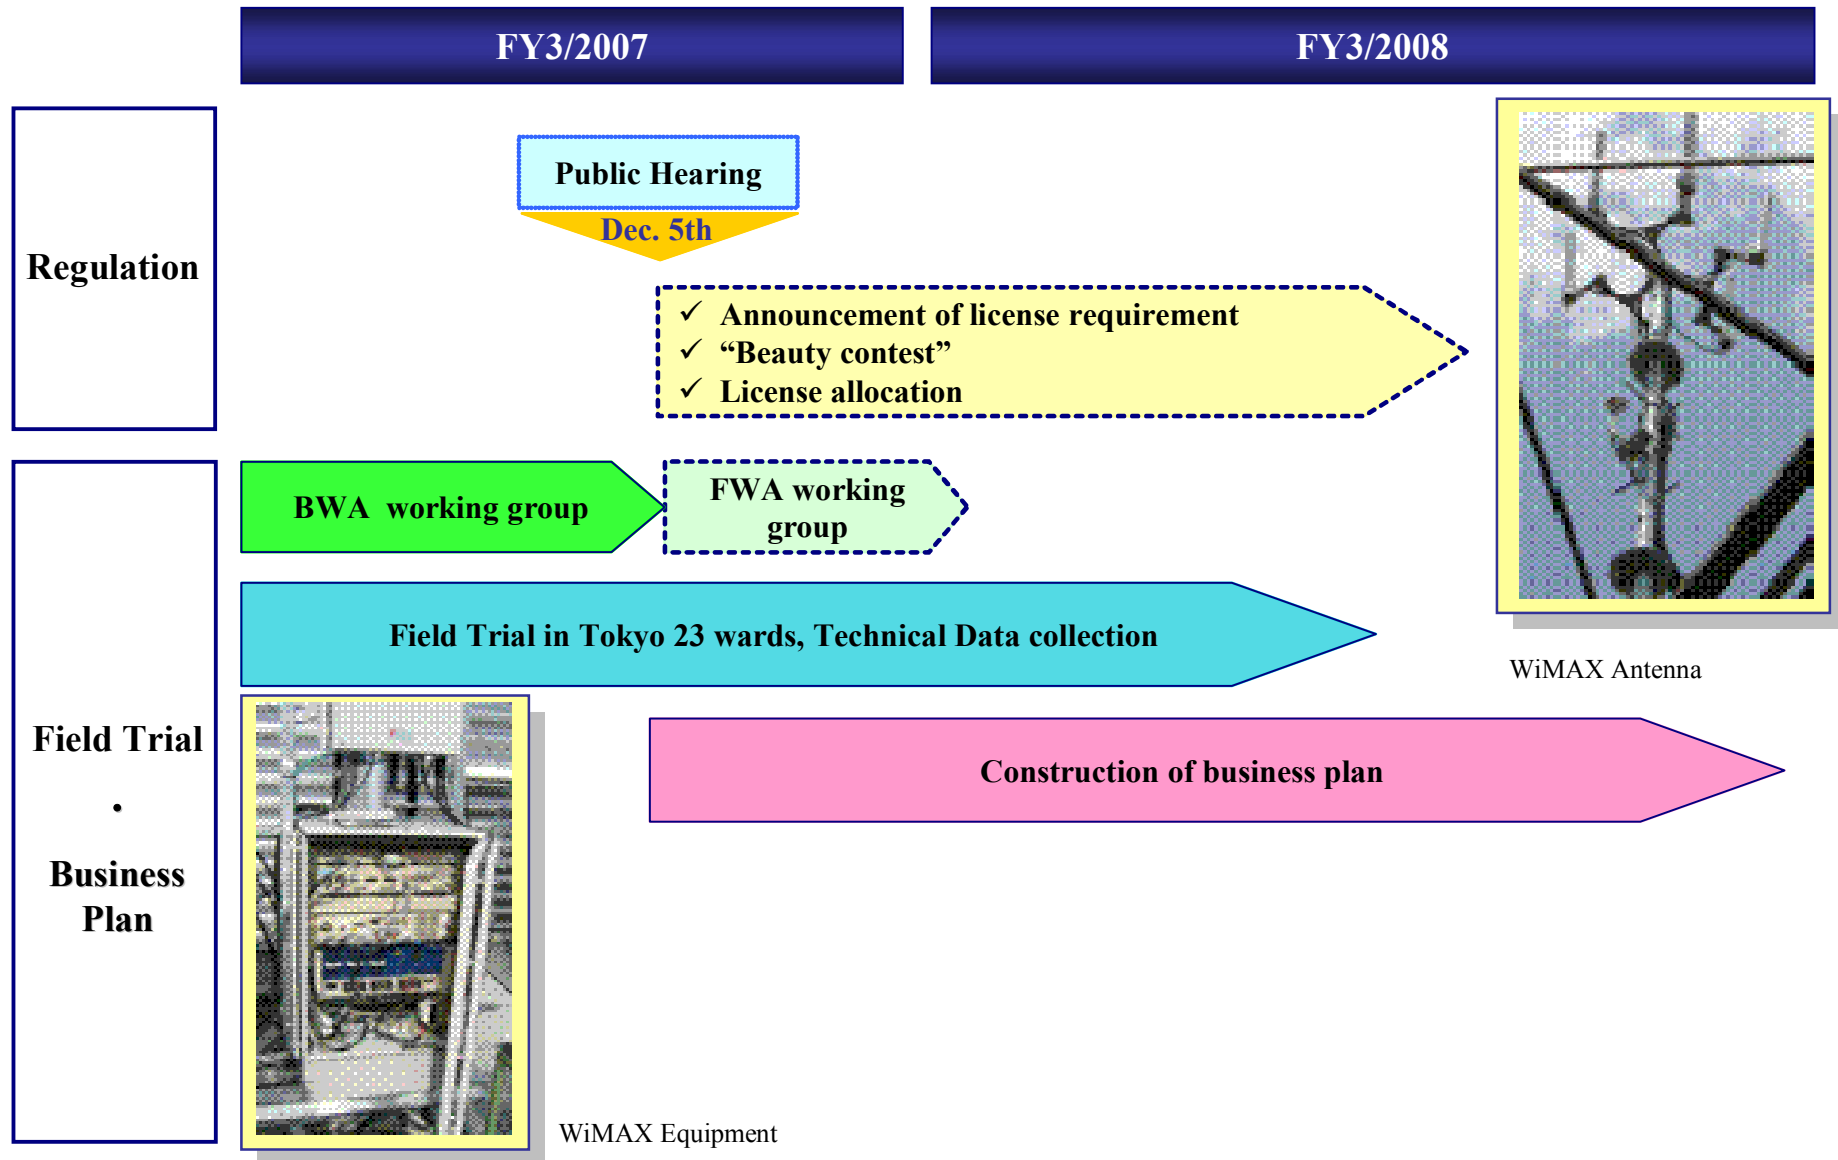 FY3/2007
FY3/2008
Regulation
Public Hearing
Dec. 5th
✓ Announcement of license requirement
✓ “Beauty contest”
✓ License allocation
Field Trial
・
Business
Plan
BWA working group
FWA working
group
Field Trial in Tokyo 23 wards, Technical Data collection
WiMAX Antenna
Construction of business plan
WiMAX Equipment